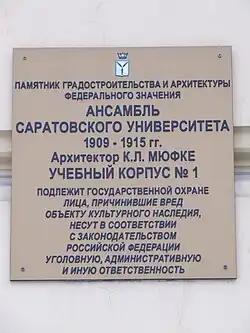 ПАМЯТНИК ГРАДОСТРОИТЕЛЬСТВА И АРХИТЕКТУРЫ
ФЕДЕРАЛЬНОГО ЗНАЧЕНИЯ
АНСАМБЛЬ
САРАТОВСКОГО УНИВЕРСИТЕТА
1909 - 1915 гг.
Архитектор К.Л. МЮФКЕ
УЧЕБНЫЙ КОРПУС № 1
ПОДЛЕЖИТ ГОСУДАРСТВЕННОЙ ОХРАНЕ
ЛИЦА, ПРИЧИНИВШИЕ ВРЕД
ОБЪЕКТУ КУЛЬТУРНОГО НАСЛЕДИЯ,
НЕСУТ В СООТВЕТСТВИИ
С ЗАКОНОДАТЕЛЬСТВОМ
РОССИЙСКОЙ ФЕДЕРАЦИИ
УГОЛОВНУЮ, АДМИНИСТРАТИВНУЮ
И ИНУЮ ОТВЕТСТВЕННОСТЬ